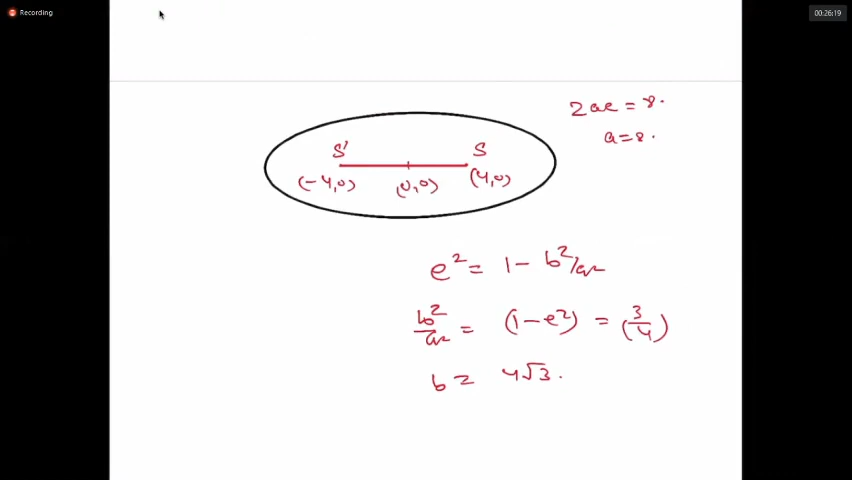 Recording
00:26:19
2ae = 8.
a = 8.
S' S
(-4,0) (0,0) (4,0)
e² = 1 - b²/a²
b²/a² = (1-e²) = (3/4)
b = 4√3.